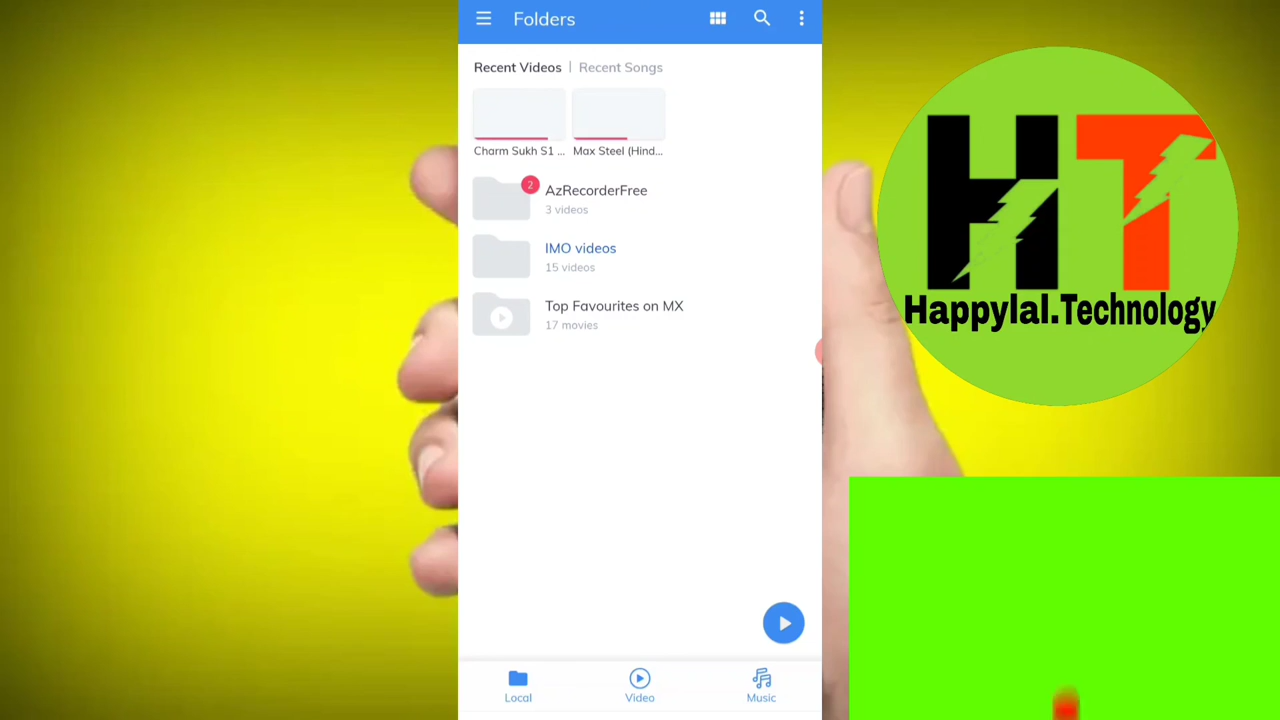 Folders
Recent Videos | Recent Songs
Charm Sukh S1 ...
Max Steel (Hind...
2
AzRecorderFree
3 videos
IMO videos
15 videos
Top Favourites on MX
17 movies
Local
Video
Music
HT
Happylal.Technology